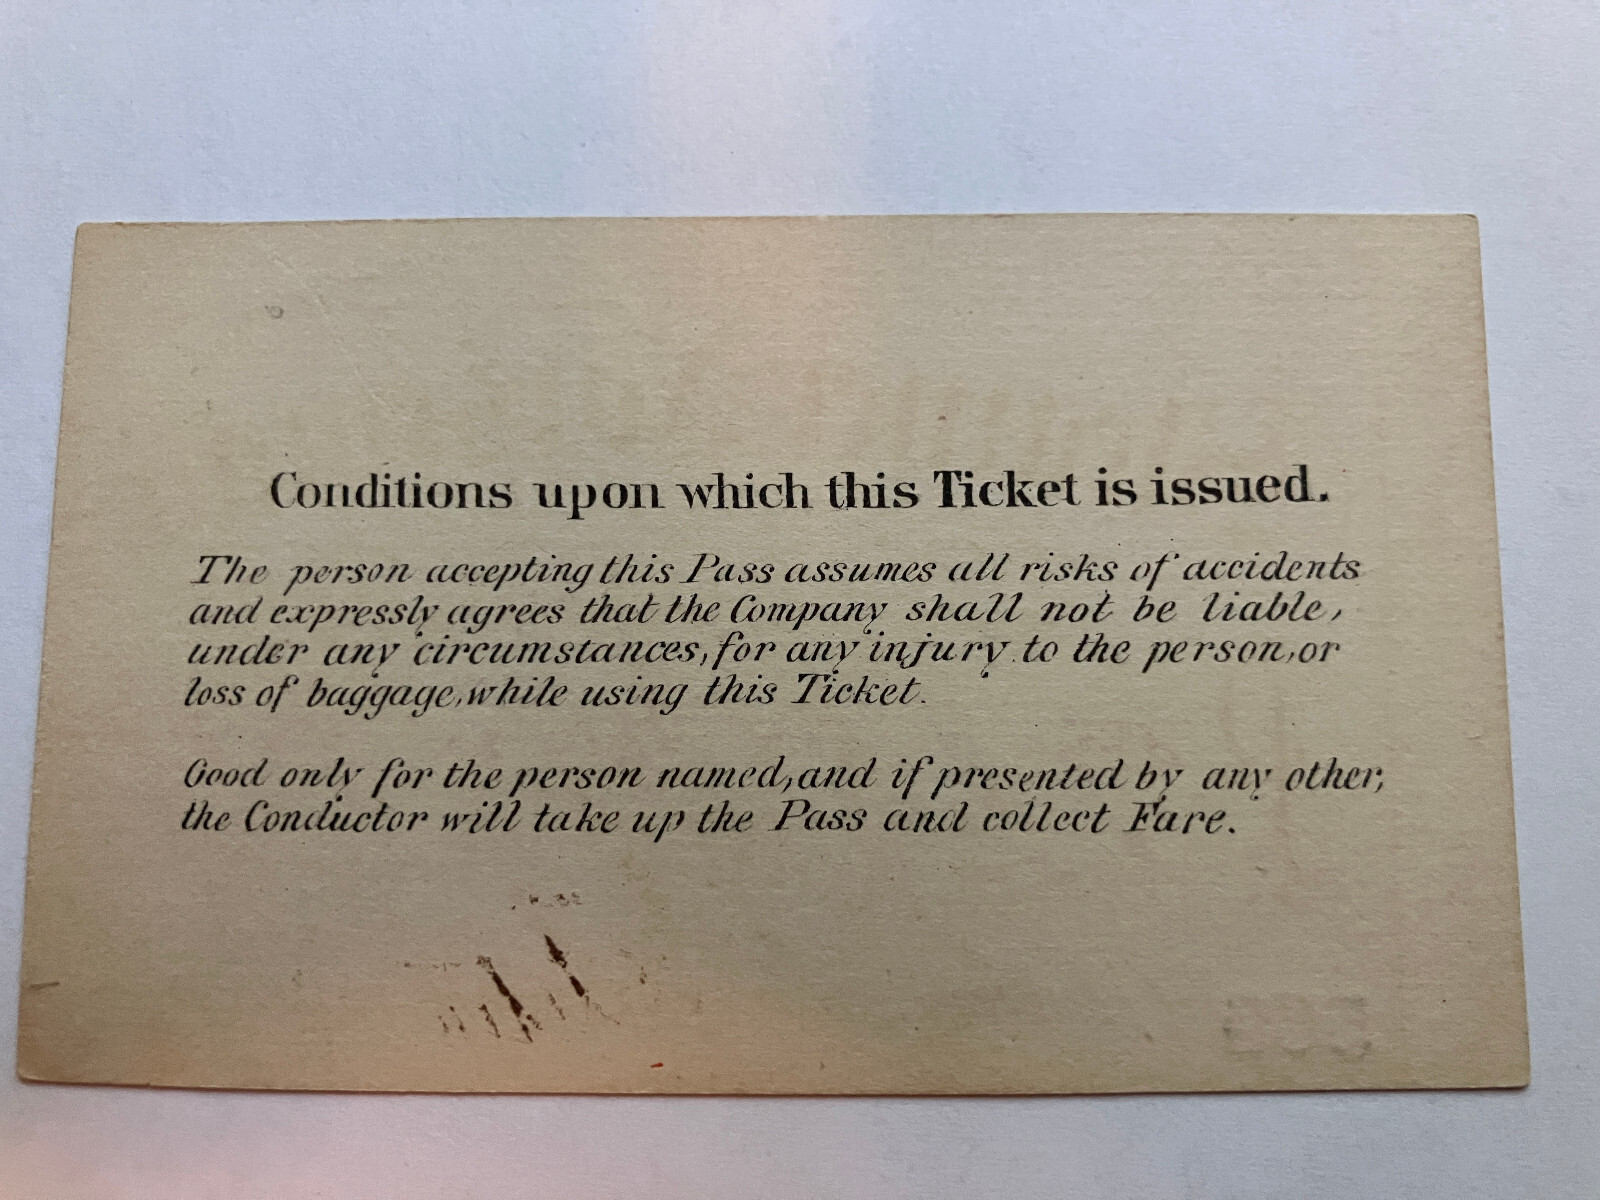 Conditions upon which this Ticket is issued.
The person accepting this Pass assumes all risks of accidents
and expressly agrees that the Company shall not be liable,
under any circumstances, for any injury to the person, or
loss of baggage, while using this Ticket.
Good only for the person named, and if presented by any other,
the Conductor will take up the Pass and collect Fare.